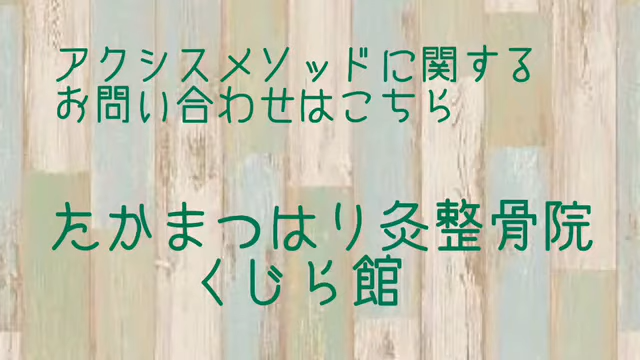 アクシスメソッドに関する
お問い合わせはこちら
たかまつはり灸整骨院
くじら館